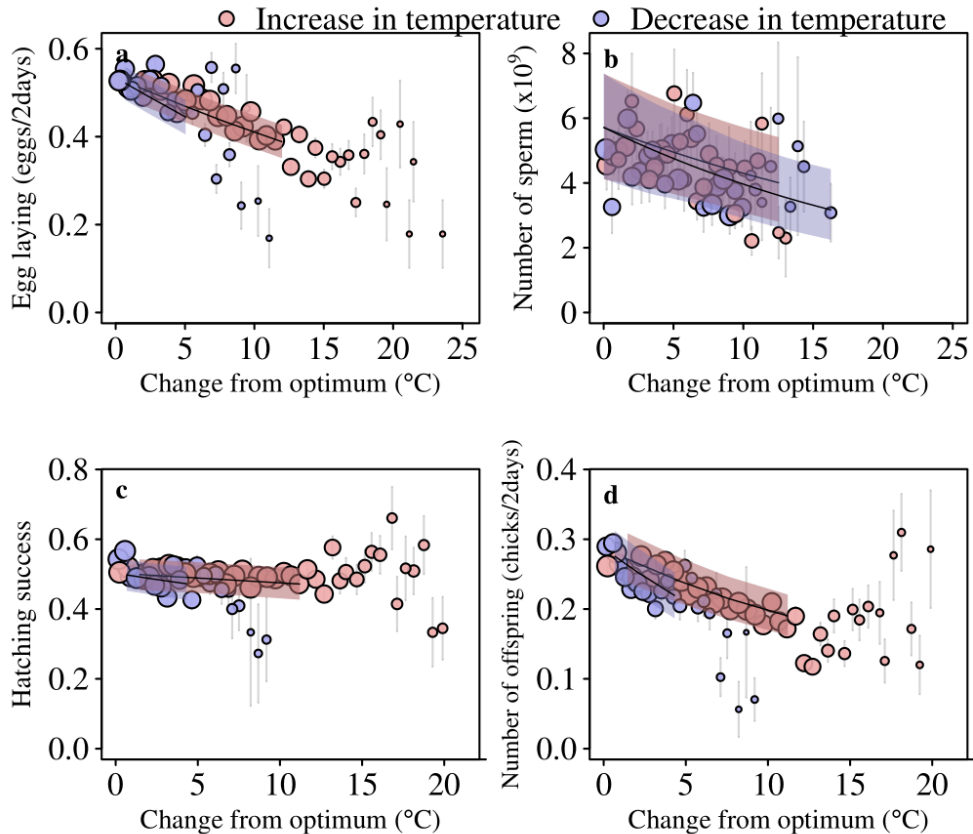 Increase in temperature Decrease in temperature
a
Egg laying (eggs/2days)
0.6
0.4
0.2
0.0
0 5 10 15 20 25
Change from optimum (°C)
b
Number of sperm (x10^9)
8
6
4
2
0
0 5 10 15 20 25
Change from optimum (°C)
c
Hatching success
0.8
0.6
0.4
0.2
0.0
0 5 10 15 20
Change from optimum (°C)
d
Number of offspring (chicks/2days)
0.4
0.3
0.2
0.1
0.0
0 5 10 15 20
Change from optimum (°C)